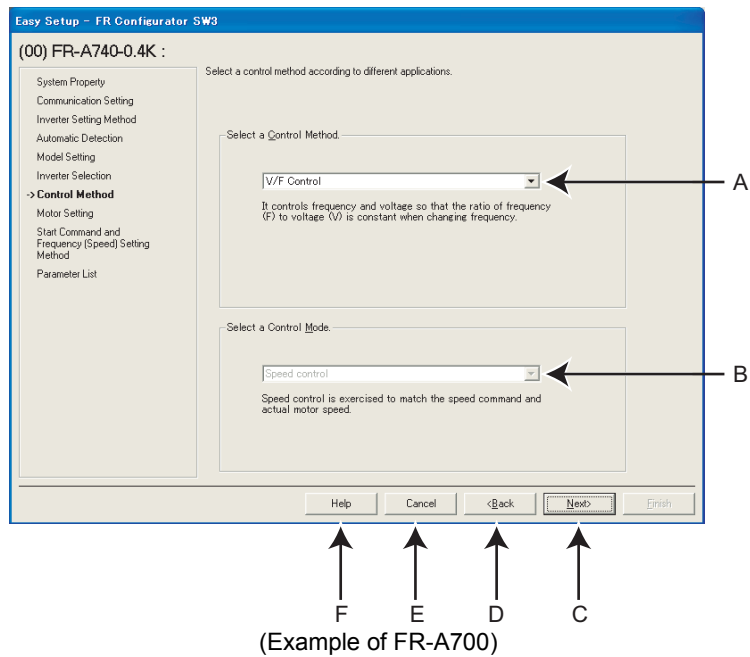 Easy Setup - FR Configurator SW3
(00) FR-A740-0.4K :
System Property
Communication Setting
Inverter Setting Method
Automatic Detection
Model Setting
Inverter Selection
-> Control Method
Motor Setting
Start Command and
Frequency (Speed) Setting
Method
Parameter List
Select a control method according to different applications.
Select a Control Method.
V/F Control
It controls frequency and voltage so that the ratio of frequency
(F) to voltage (V) is constant when changing frequency.
A
Select a Control Mode.
Speed control
Speed control is exercised to match the speed command and
actual motor speed.
B
Help
Cancel
<Back
Next>
Finish
F
E
D
C
(Example of FR-A700)